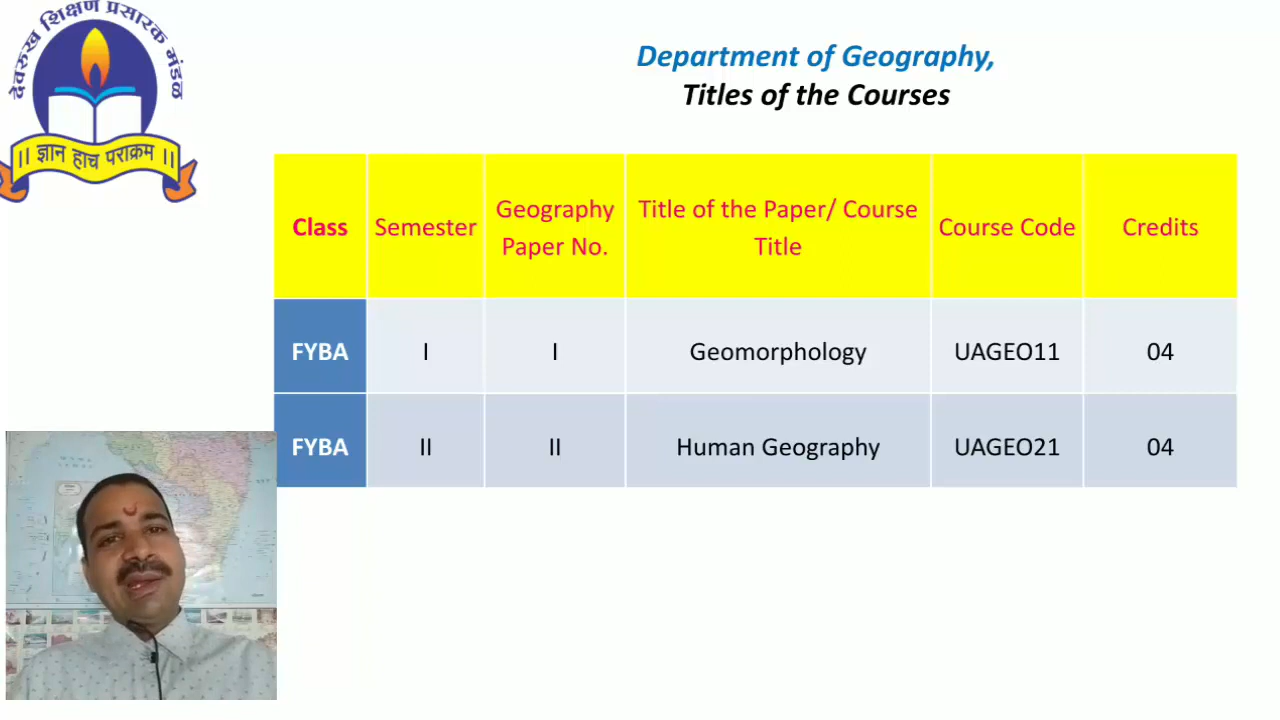 देवरुख शिक्षण प्रसारक मंडळ
|| ज्ञान हाच पराक्रम ||
Department of Geography,
Titles of the Courses
Class
Semester
Geography
Paper No.
Title of the Paper/ Course
Title
Course Code
Credits
FYBA
I
I
Geomorphology
UAGEO11
04
FYBA
II
II
Human Geography
UAGEO21
04